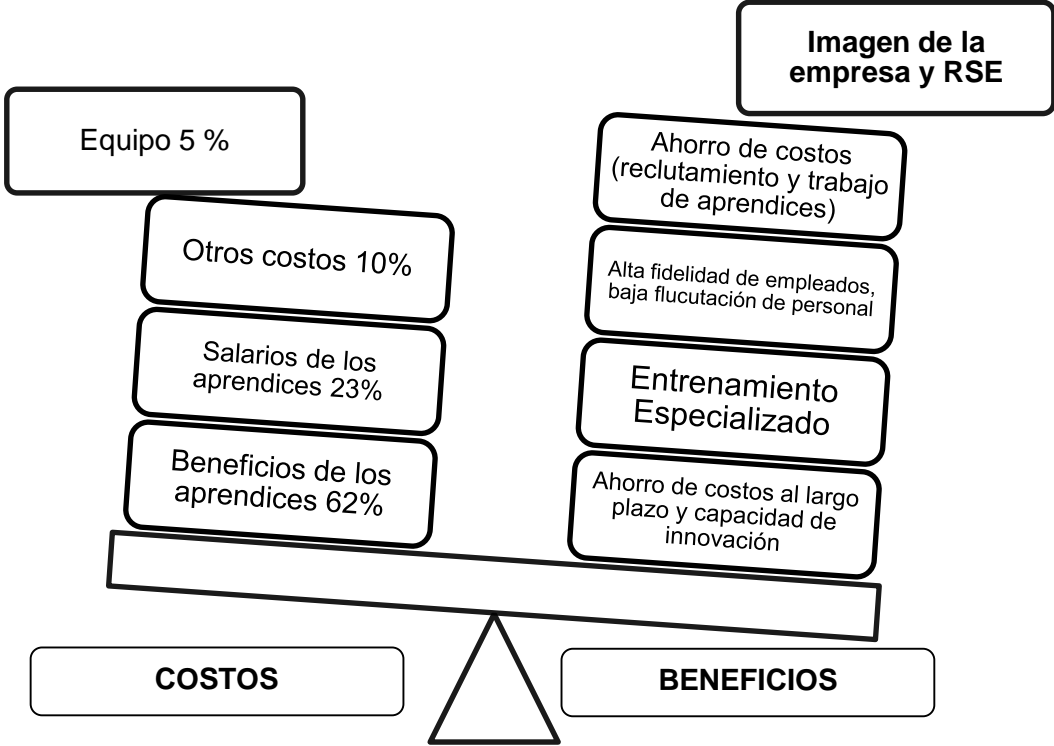 Imagen de la
empresa y RSE
Equipo 5 %
Ahorro de costos
(reclutamiento y trabajo
de aprendices)
Otros costos 10%
Alta fidelidad de empleados,
baja flucutación de personal
Salarios de los
aprendices 23%
Entrenamiento
Especializado
Beneficios de los
aprendices 62%
Ahorro de costos al largo
plazo y capacidad de
innovación
COSTOS
BENEFICIOS